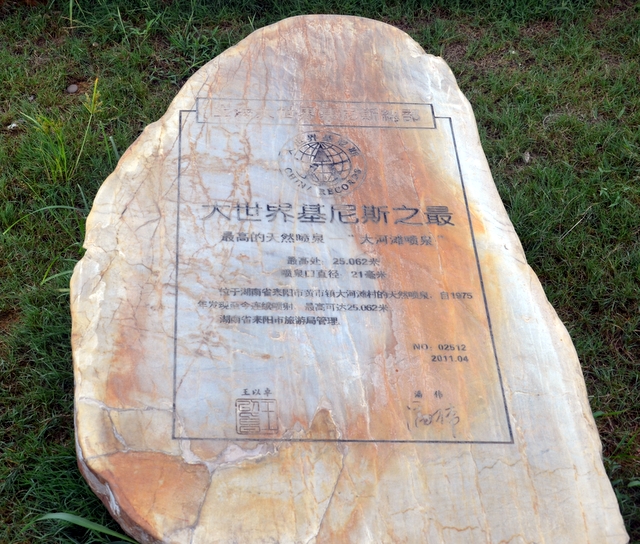 CHINA RECORDS
大世界基尼斯之最
最高的天然喷泉 大河滩喷泉
最高处: 25.062米
喷泉口直径: 21毫米
位于湖南省耒阳市黄市镇大河滩村的天然喷泉,自1975
年发现至今连续喷射,最高可达25.062米
湖南省耒阳市旅游局管理
NO: 02512
2011.04